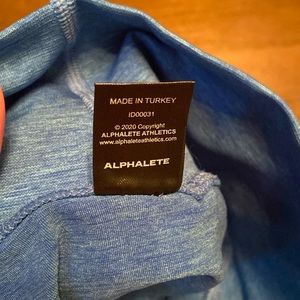 MADE IN TURKEY
ID00031
© 2020 Copyright
ALPHALETE ATHLETICS
www.alphaleteathletics.com
ALPHALETE